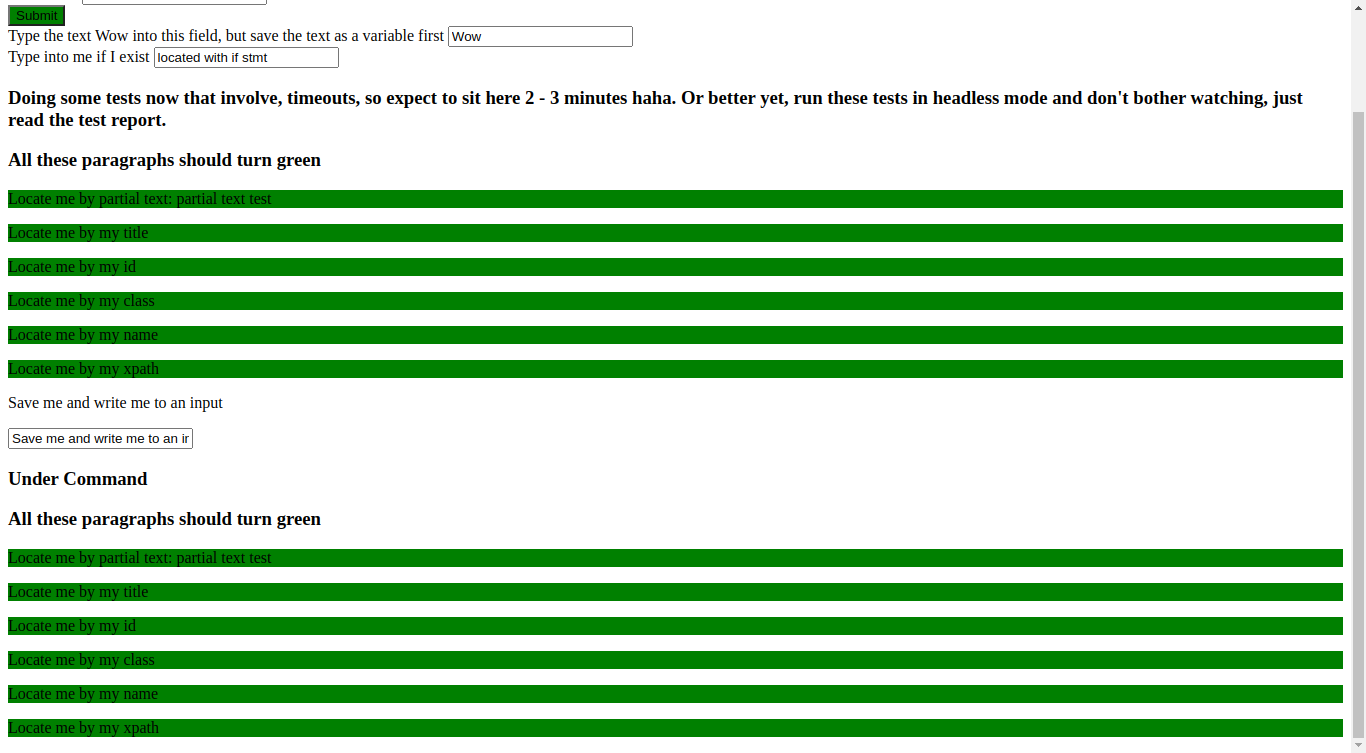 Submit
Type the text Wow into this field, but save the text as a variable first Wow
Type into me if I exist located with if stmt
Doing some tests now that involve, timeouts, so expect to sit here 2 - 3 minutes haha. Or better yet, run these tests in headless mode and don't bother watching, just
read the test report.
All these paragraphs should turn green
Locate me by partial text: partial text test
Locate me by my title
Locate me by my id
Locate me by my class
Locate me by my name
Locate me by my xpath
Save me and write me to an input
Save me and write me to an
Under Command
All these paragraphs should turn green
Locate me by partial text: partial text test
Locate me by my title
Locate me by my id
Locate me by my class
Locate me by my name
Locate me by my xpath